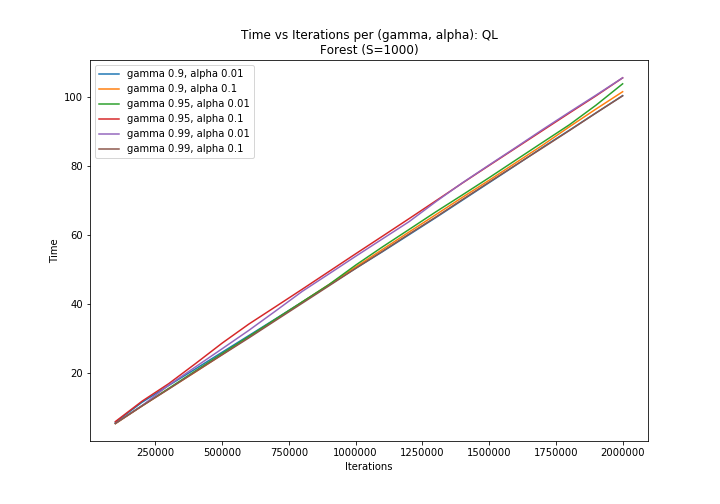 Time vs Iterations per (gamma, alpha): QL
Forest (S=1000)
gamma 0.9, alpha 0.01
gamma 0.9, alpha 0.1
gamma 0.95, alpha 0.01
gamma 0.95, alpha 0.1
gamma 0.99, alpha 0.01
gamma 0.99, alpha 0.1
100
80
60
40
20
Time
250000 500000 750000 1000000 1250000 1500000 1750000 2000000
Iterations